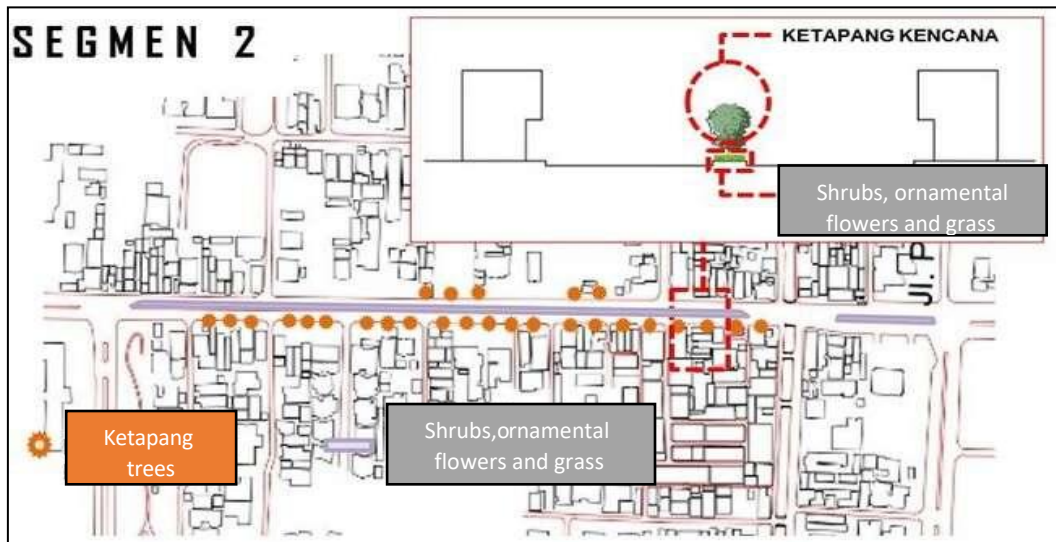 SEGMEN 2
KETAPANG KENCANA
Shrubs, ornamental
flowers and grass
Jl. P
Ketapang
trees
Shrubs,ornamental
flowers and grass